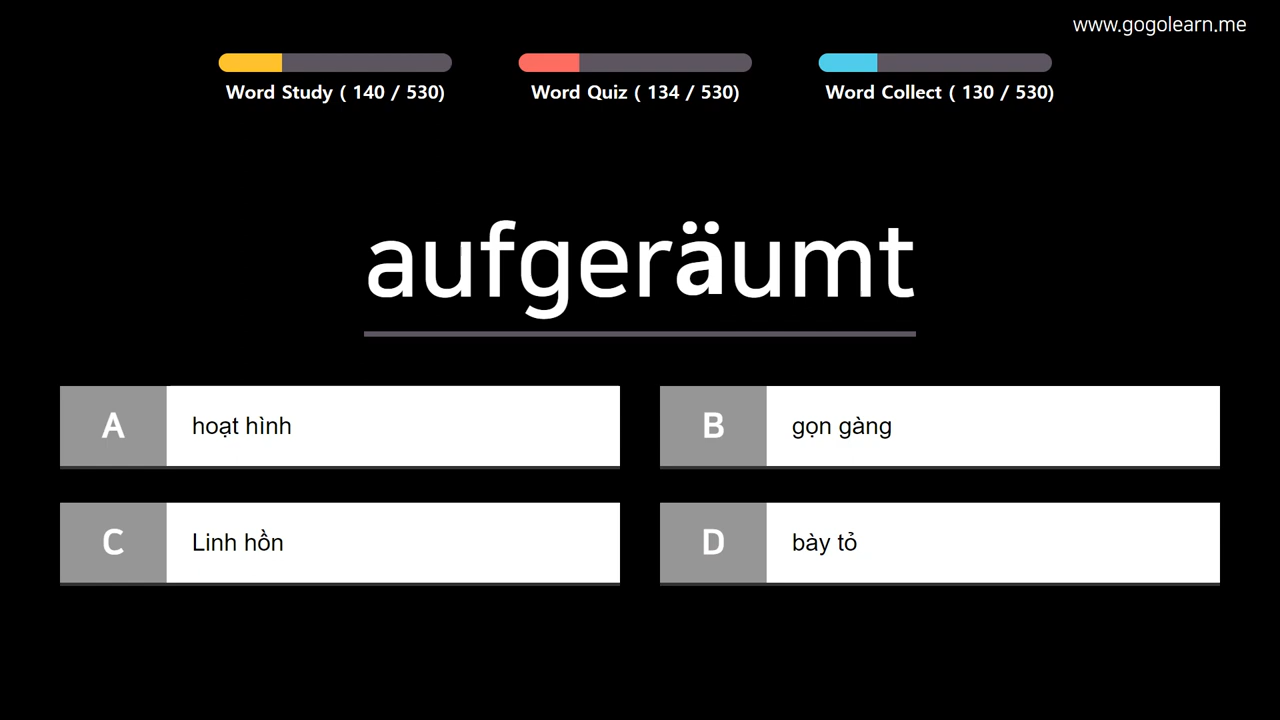 www.gogolearn.me
Word Study ( 140 / 530)
Word Quiz ( 134 / 530)
Word Collect ( 130 / 530)
aufgeräumt
A hoạt hình
B gọn gàng
C Linh hồn
D bày tỏ